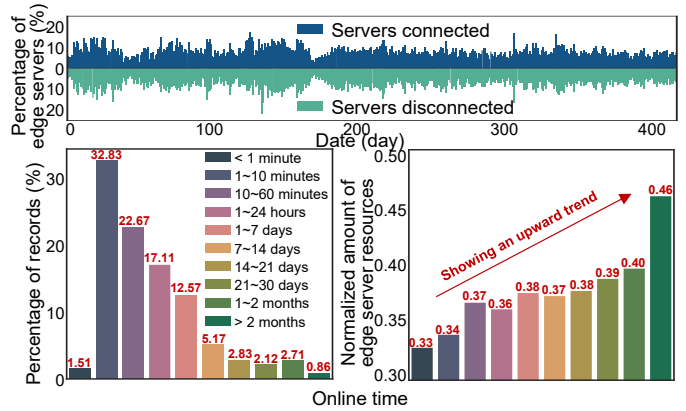 Percentage of
edge servers (%)
20
10
0
10
20
Servers connected
Servers disconnected
0
100
200
300
400
Date (day)
Percentage of records (%)
30
20
10
0
1.51
32.83
22.67
17.11
12.57
5.17
2.83
2.12
2.71
0.86
< 1 minute
1~10 minutes
10~60 minutes
1~24 hours
1~7 days
7~14 days
14~21 days
21~30 days
1~2 months
> 2 months
Normalized amount of
edge server resources
0.50
0.45
0.40
0.35
0.30
Showing an upward trend
0.33
0.34
0.37
0.36
0.38
0.37
0.38
0.39
0.40
0.46
Online time